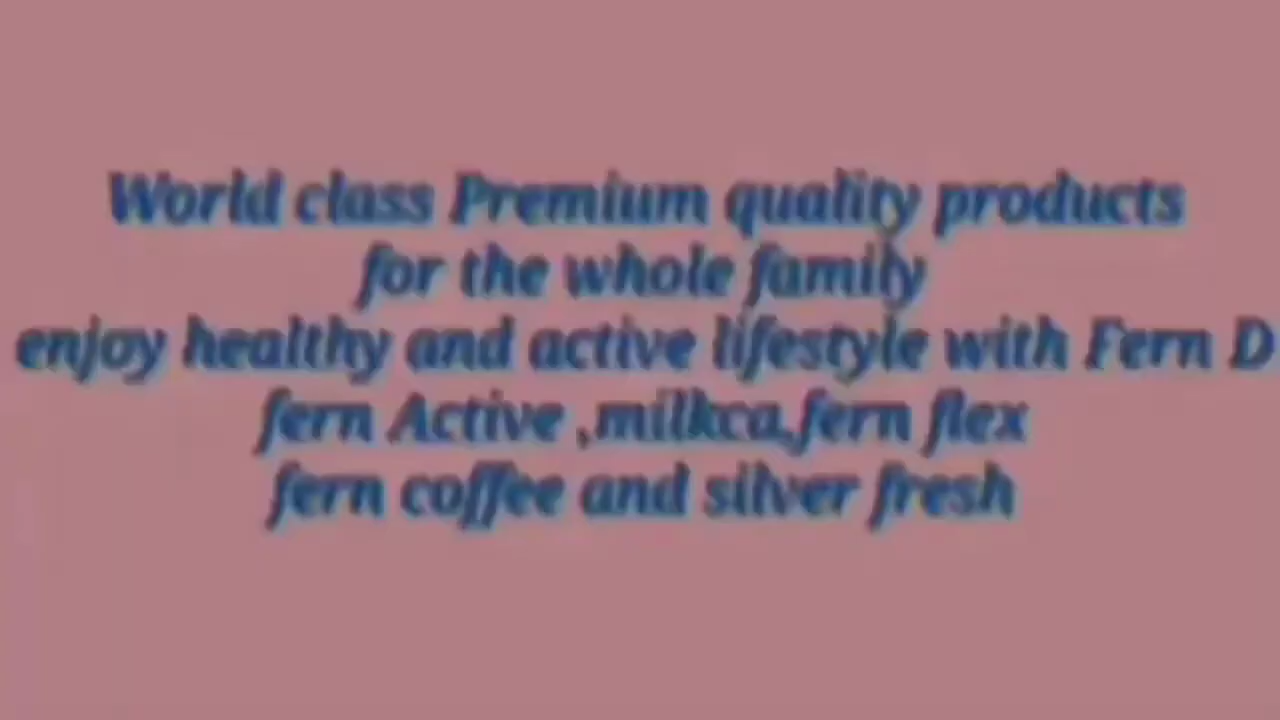 World class Premium quality products
for the whole family
enjoy healthy and active lifestyle with Fern D
fern Active ,milkca,fern flex
fern coffee and silver fresh